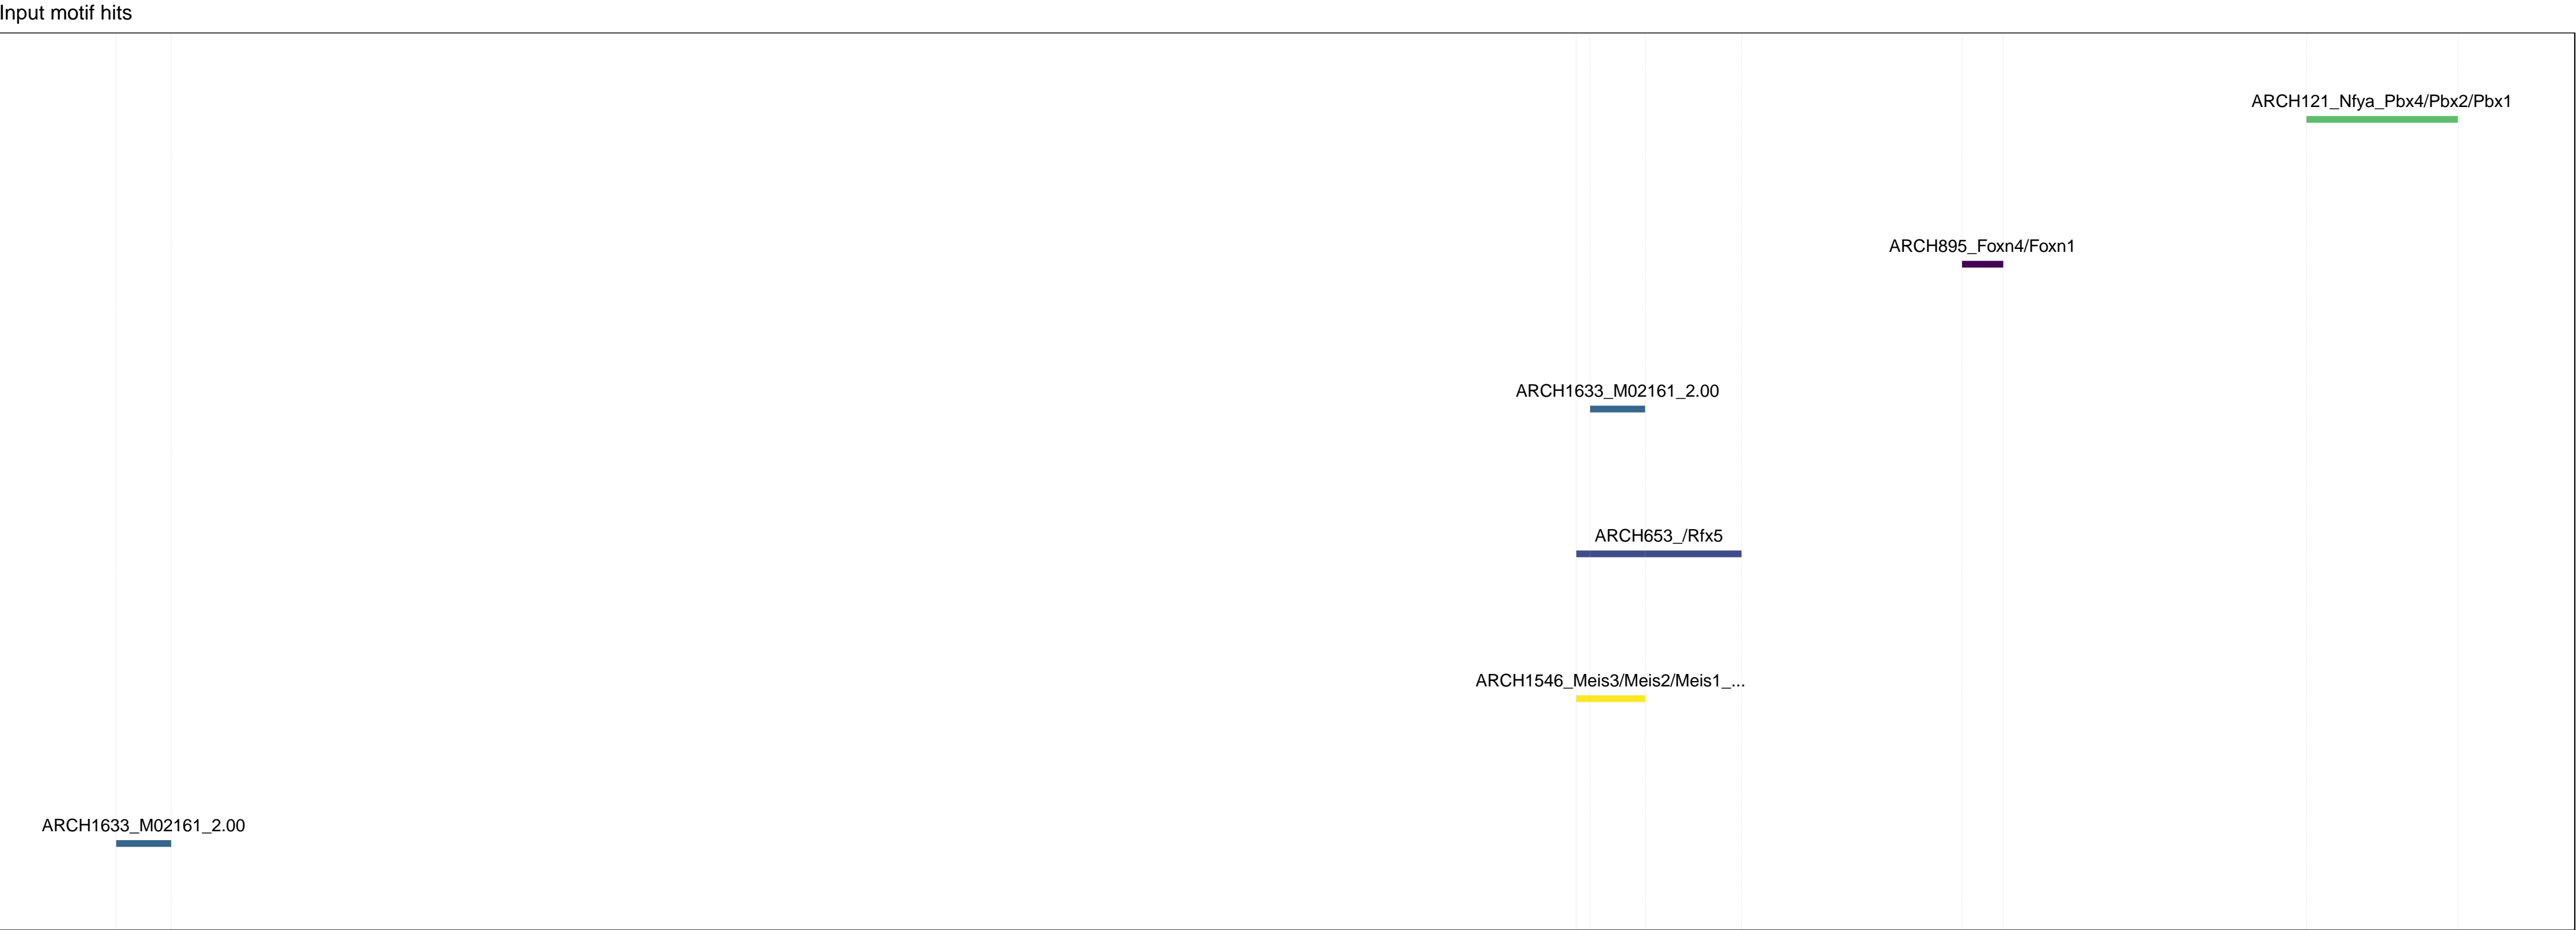 Input motif hits
ARCH121_Nfya_Pbx4/Pbx2/Pbx1
ARCH895_Foxn4/Foxn1
ARCH1633_M02161_2.00
ARCH653_/Rfx5
ARCH1546_Meis3/Meis2/Meis1_...
ARCH1633_M02161_2.00